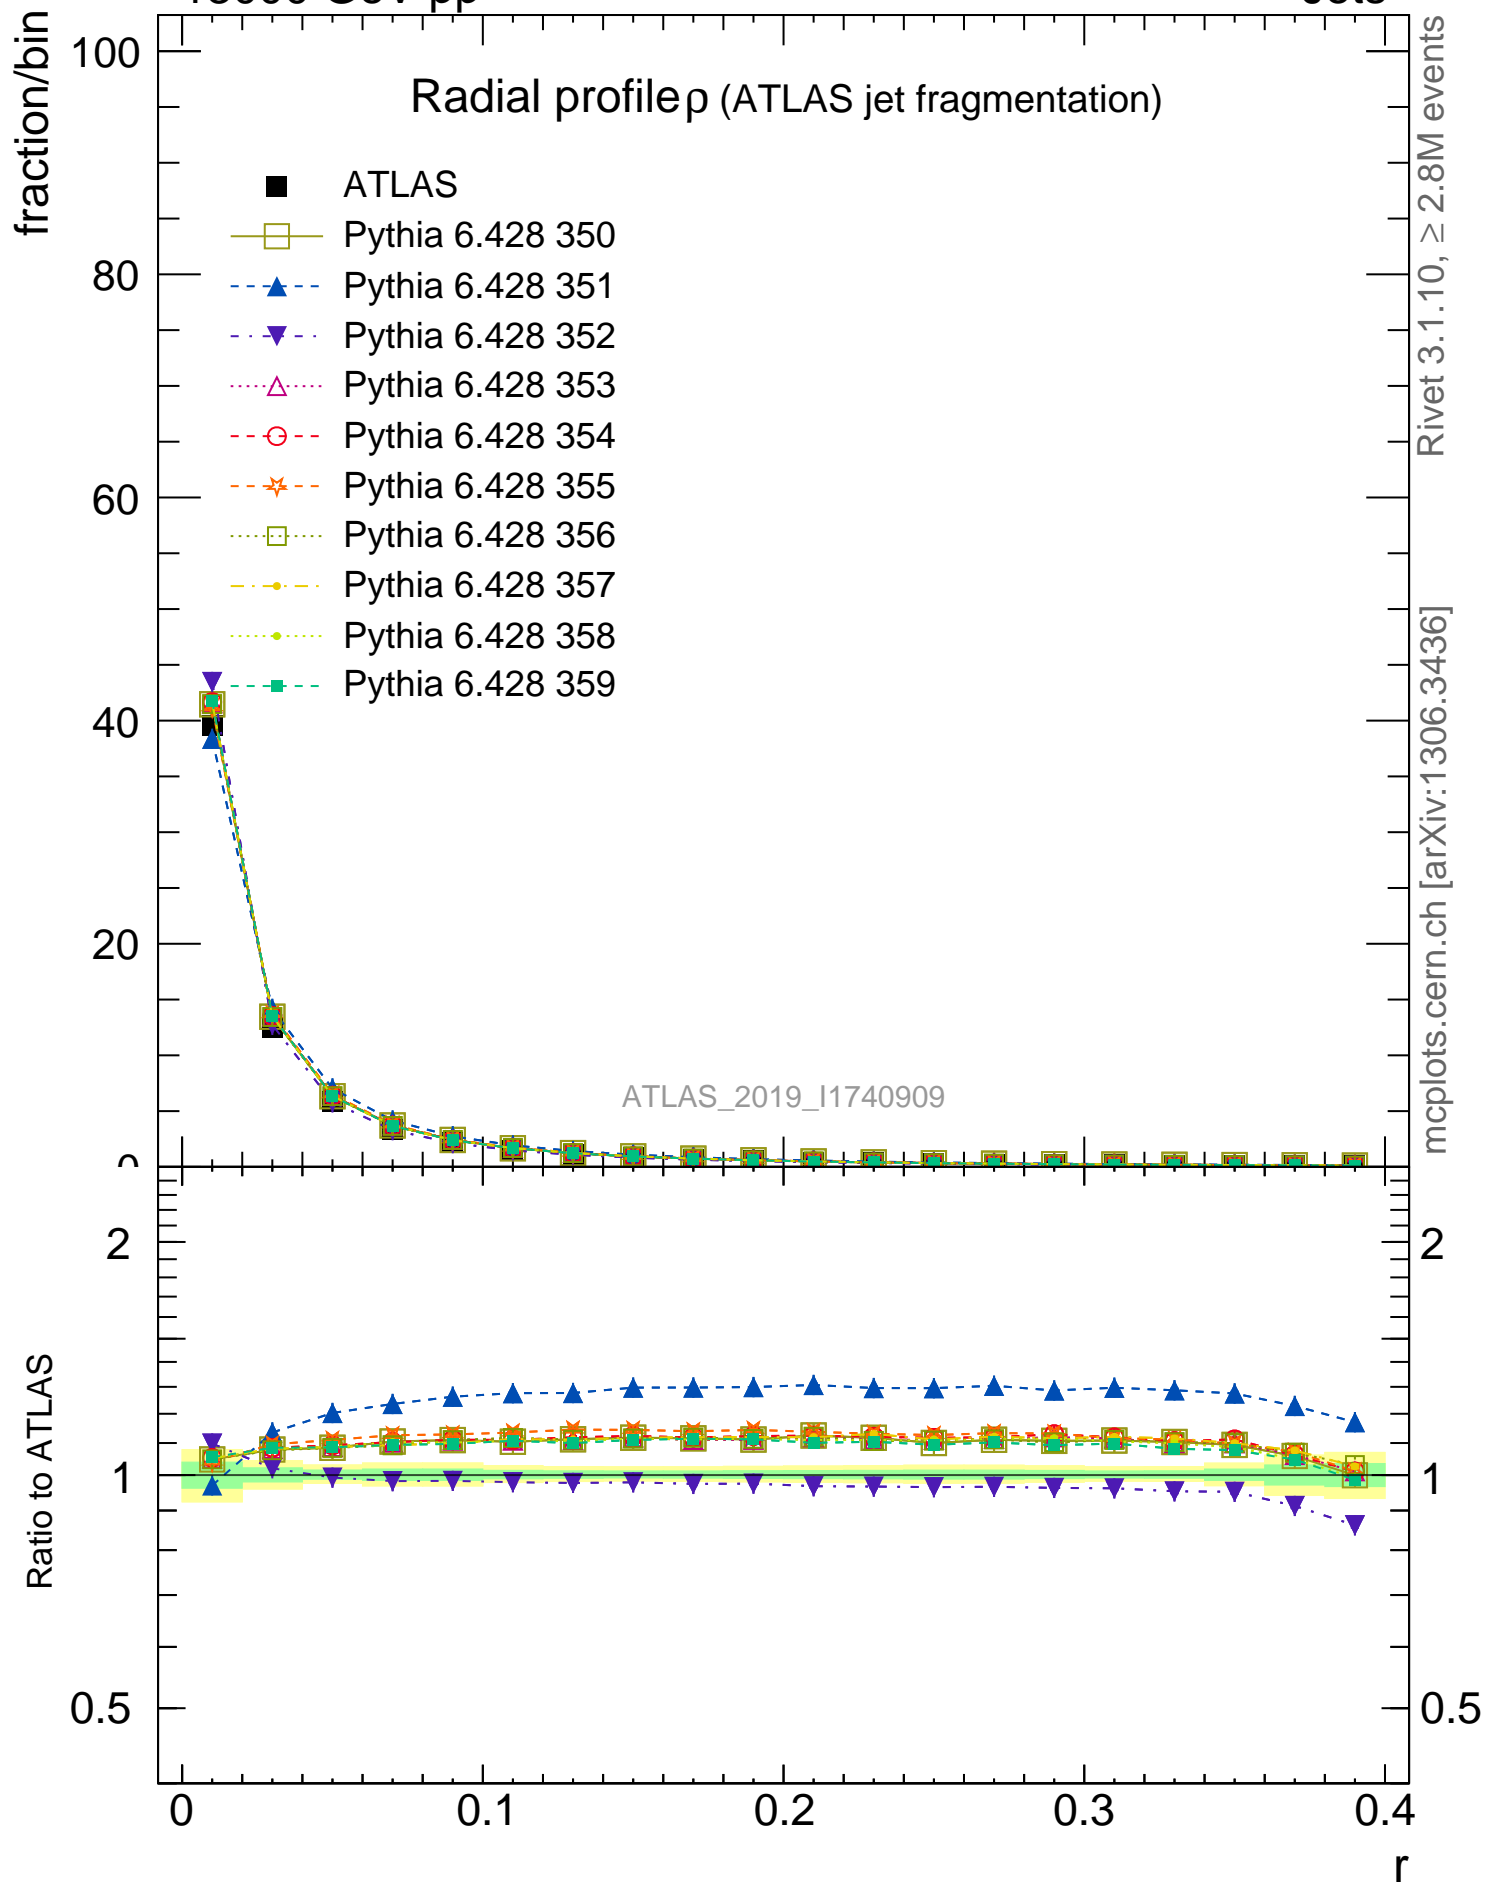 fraction/bin
100
80
60
40
20
0
Radial profile ρ (ATLAS jet fragmentation)
ATLAS
Pythia 6.428 350
Pythia 6.428 351
Pythia 6.428 352
Pythia 6.428 353
Pythia 6.428 354
Pythia 6.428 355
Pythia 6.428 356
Pythia 6.428 357
Pythia 6.428 358
Pythia 6.428 359
ATLAS_2019_I1740909
Rivet 3.1.10, ≥ 2.8M events
mcplots.cern.ch [arXiv:1306.3436]
Ratio to ATLAS
2
1
0.5
2
1
0.5
0
0.1
0.2
0.3
0.4
r